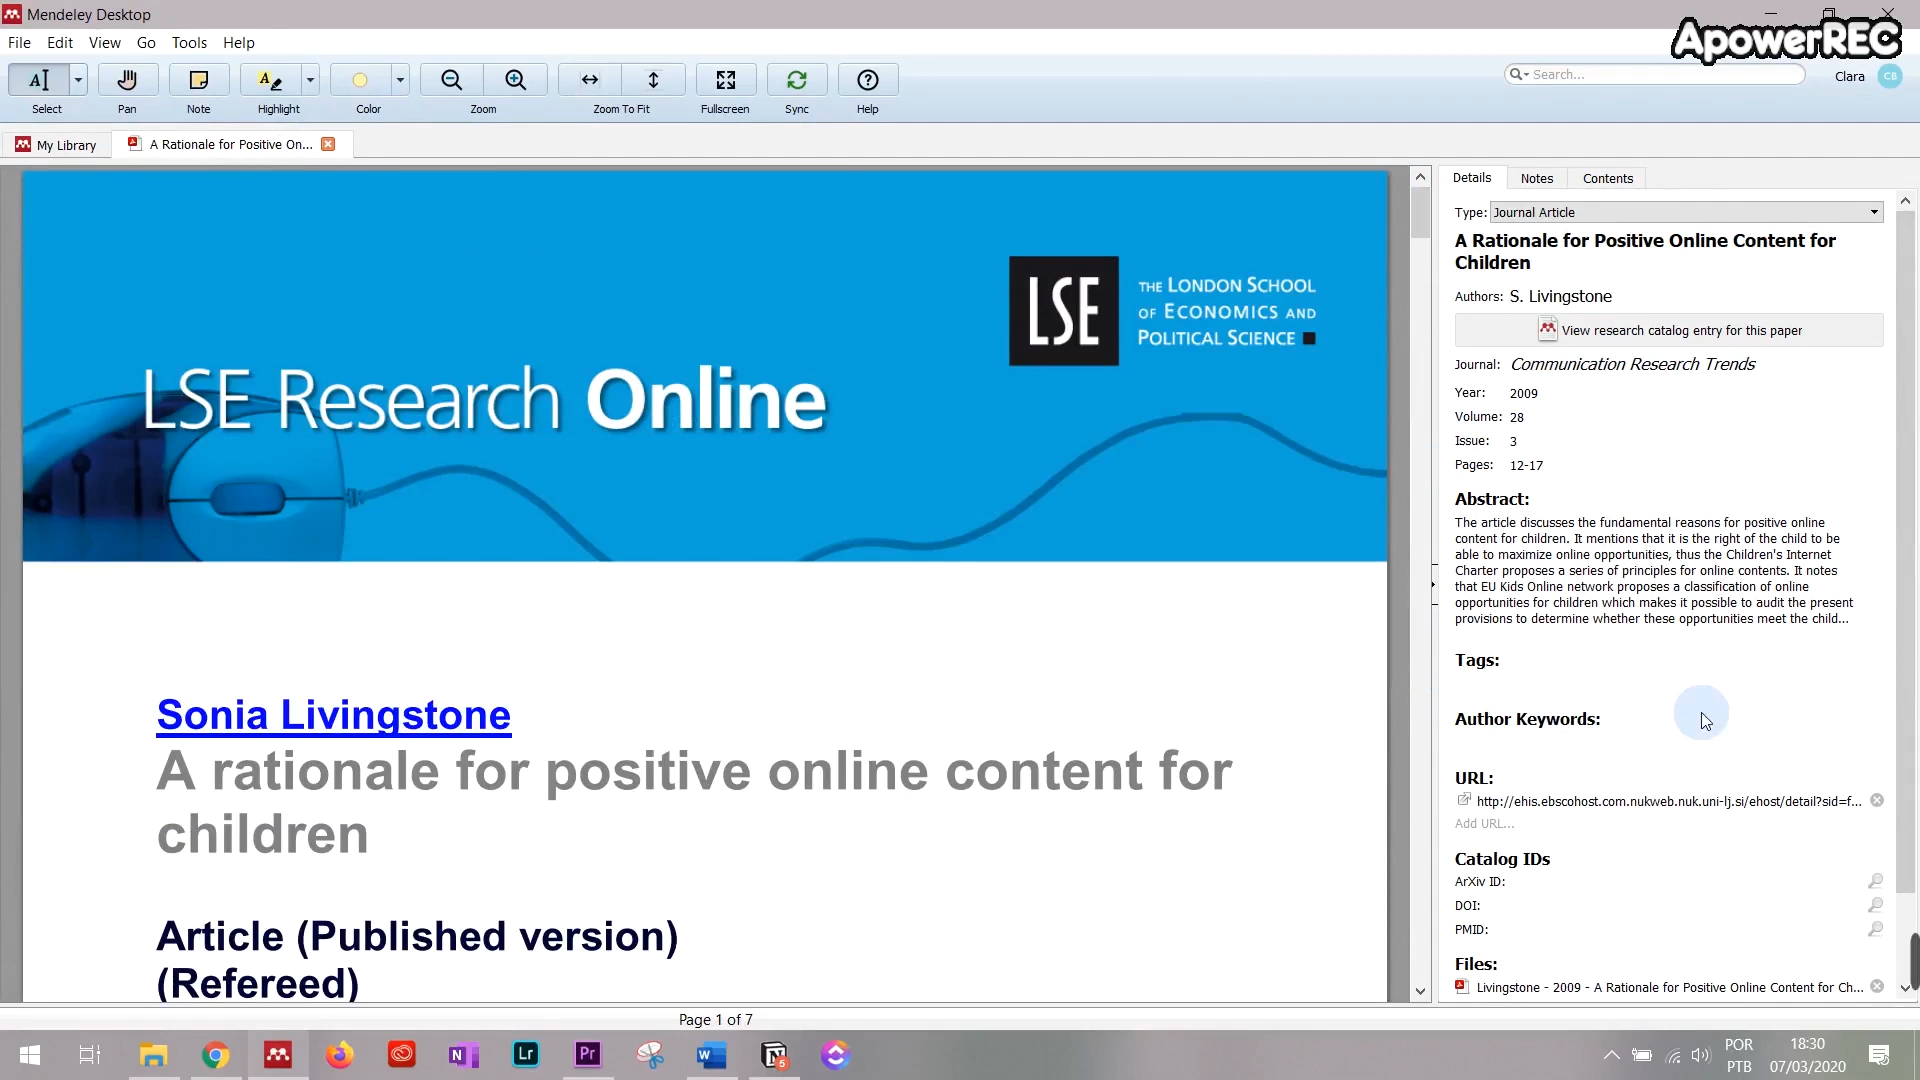 Mendeley Desktop
File Edit View Go Tools Help
ApowerREC
Select Pan Note Highlight Color Zoom Zoom To Fit Fullscreen Sync Help
Search...
Clara CB
My Library
A Rationale for Positive On...
LSE
THE LONDON SCHOOL
OF ECONOMICS AND
POLITICAL SCIENCE
LSE Research Online
Sonia Livingstone
A rationale for positive online content for
children
Article (Published version)
(Refereed)
Details Notes Contents
Type: Journal Article
A Rationale for Positive Online Content for
Children
Authors: S. Livingstone
View research catalog entry for this paper
Journal: Communication Research Trends
Year: 2009
Volume: 28
Issue: 3
Pages: 12-17
Abstract:
The article discusses the fundamental reasons for positive online
content for children. It mentions that it is the right of the child to be
able to maximize online opportunities, thus the Children's Internet
Charter proposes a series of principles for online contents. It notes
that EU Kids Online network proposes a classification of online
opportunities for children which makes it possible to audit the present
provisions to determine whether these opportunities meet the child...
Tags:
Author Keywords:
URL:
http://ehis.ebscohost.com.nukweb.nuk.uni-lj.si/ehost/detail?sid=f...
Add URL...
Catalog IDs
ArXiv ID:
DOI:
PMID:
Files:
Livingstone - 2009 - A Rationale for Positive Online Content for Ch...
Page 1 of 7
N Lr Pr W N 5
POR
PTB
18:30
07/03/2020